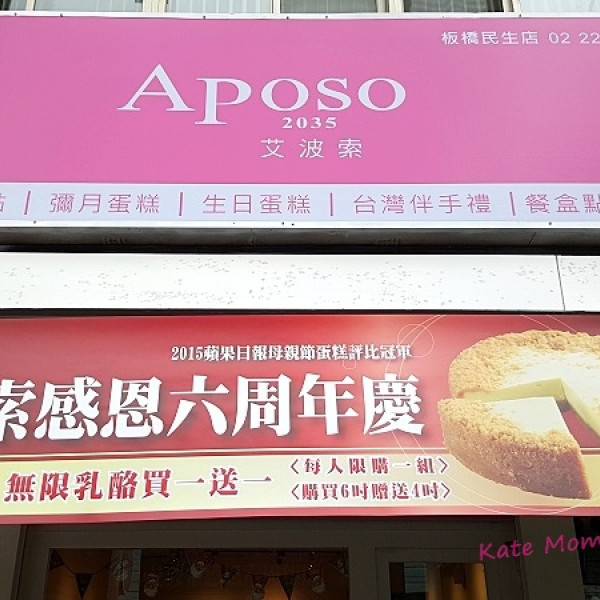 板橋民生店 02 22
APOSO
2035
艾波索
點 | 彌月蛋糕 | 生日蛋糕 | 台灣伴手禮 | 餐盒點
2015蘋果日報母親節蛋糕評比冠軍
索感恩六周年慶
無限乳酪買一送一 〈每人限購一組〉
〈購買6吋贈送4吋〉
Kate Mom